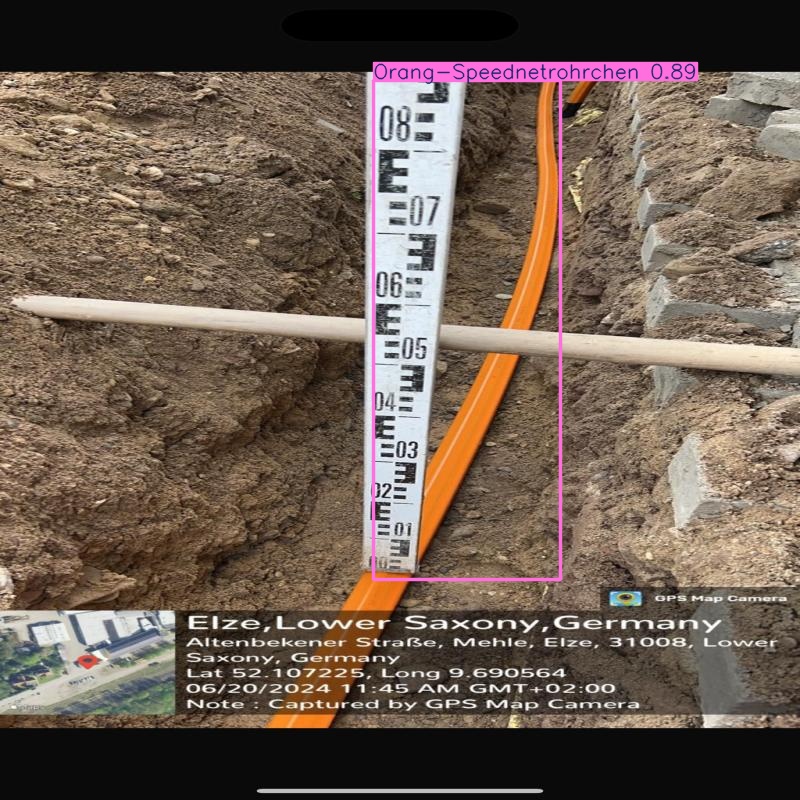 Orang-Speednetrohrchen 0.89
08
07
06
05
04
03
02
01
00
GPS Map Camera
Elze,Lower Saxony,Germany
Altenbekener Straße, Mehle, Elze, 31008, Lower
Saxony, Germany
Lat 52.107225, Long 9.690564
06/20/2024 11:45 AM GMT+02:00
Note : Captured by GPS Map Camera